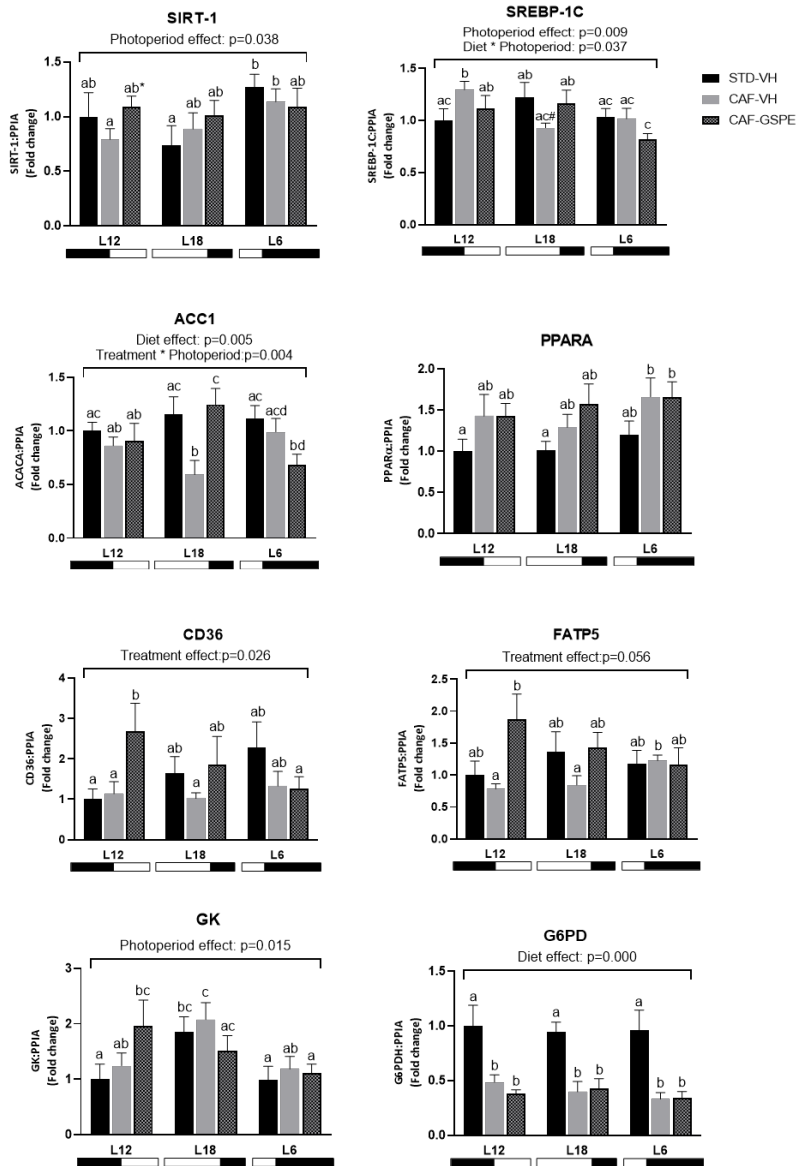 SIRT-1
Photoperiod effect: p=0.038
SIRT-1:PPIA
(Fold change)
1.5
1.0
0.5
0.0
ab
a
ab*
a
ab
ab
b
b
ab
L12
L18
L6
SREBP-1C
Photoperiod effect: p=0.009
Diet * Photoperiod: p=0.037
SREBP-1C:PPIA
(Fold change)
1.5
1.0
0.5
0.0
ac
b
ab
ab
ac#
ab
ac
ac
c
L12
L18
L6
STD-VH
CAF-VH
CAF-GSPE
ACC1
Diet effect: p=0.005
Treatment * Photoperiod:p=0.004
ACACA:PPIA
(Fold change)
1.5
1.0
0.5
0.0
ac
ab
ab
ac
b
c
ac
acd
bd
L12
L18
L6
PPARA
PPARα:PPIA
(Fold change)
2.0
1.5
1.0
0.5
0.0
a
ab
ab
a
ab
ab
ab
b
b
L12
L18
L6
CD36
Treatment effect:p=0.026
CD36:PPIA
(Fold change)
4
3
2
1
0
a
a
b
ab
a
ab
ab
ab
a
L12
L18
L6
FATP5
Treatment effect:p=0.056
FATP5:PPIA
(Fold change)
2.5
2.0
1.5
1.0
0.5
0.0
ab
a
b
ab
a
ab
ab
b
ab
L12
L18
L6
GK
Photoperiod effect: p=0.015
GK:PPIA
(Fold change)
3
2
1
0
a
ab
bc
bc
c
ac
a
ab
a
L12
L18
L6
G6PD
Diet effect: p=0.000
G6PDH:PPIA
(Fold change)
1.5
1.0
0.5
0.0
a
b
b
a
b
b
a
b
b
L12
L18
L6